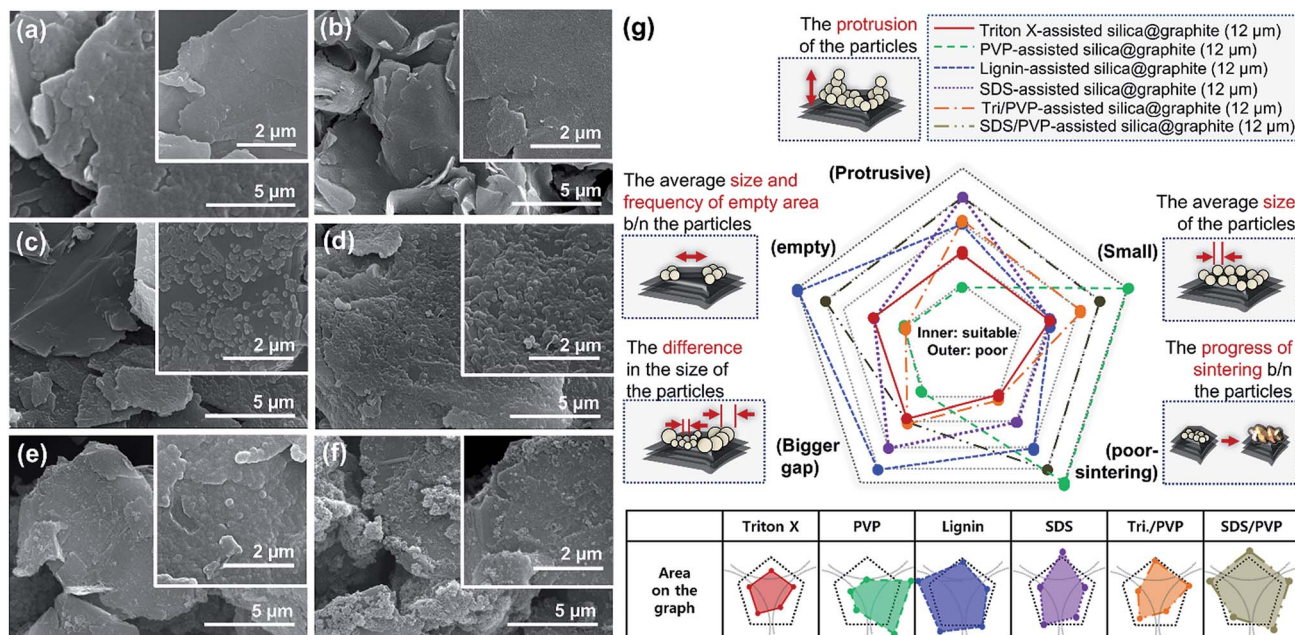 (a)
2 µm
5 µm
(b)
2 µm
5 µm
(c)
2 µm
5 µm
(d)
2 µm
5 µm
(e)
2 µm
5 µm
(f)
2 µm
5 µm
(g)
The protrusion
of the particles
Triton X-assisted silica@graphite (12 µm)
PVP-assisted silica@graphite (12 µm)
Lignin-assisted silica@graphite (12 µm)
SDS-assisted silica@graphite (12 µm)
Tri/PVP-assisted silica@graphite (12 µm)
SDS/PVP-assisted silica@graphite (12 µm)
The average size and
frequency of empty area
b/n the particles
(Protrusive)
(empty)
(Small)
The average size
of the particles
Inner: suitable
Outer: poor
The difference
in the size of
the particles
(Bigger
gap)
(poor-
sintering)
The progress of
sintering b/n
the particles
Triton X PVP Lignin SDS Tri./PVP SDS/PVP
Area
on the
graph